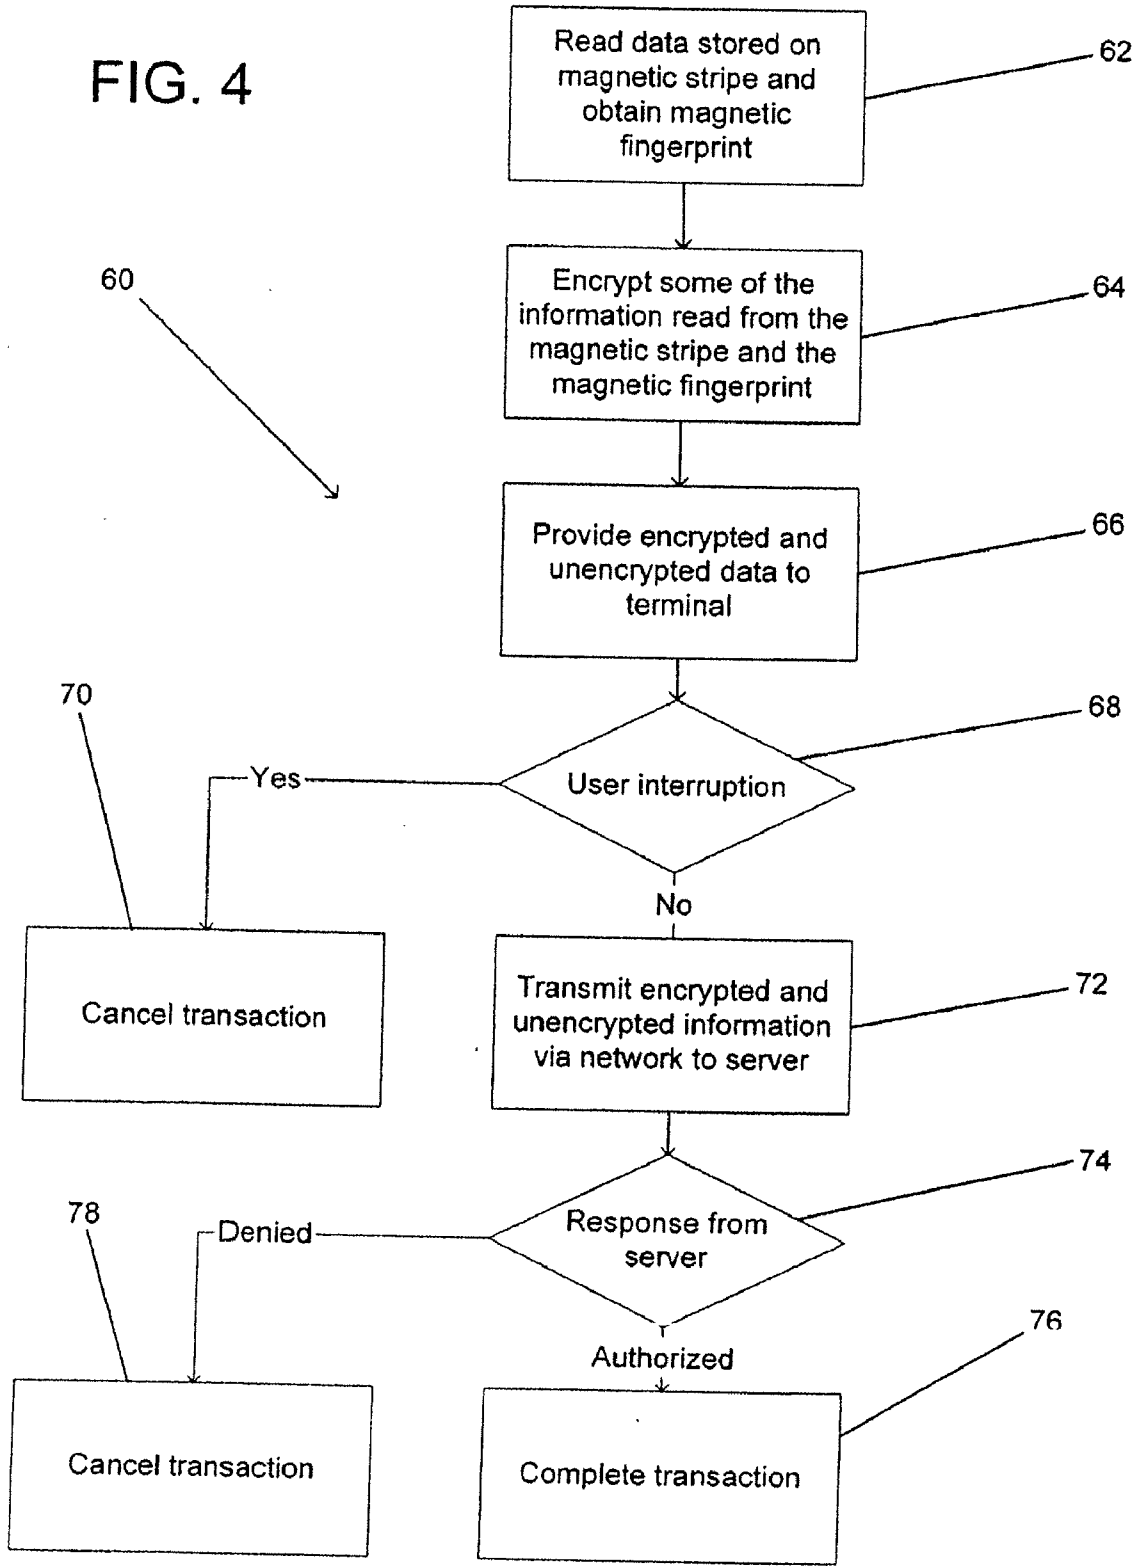 FIG. 4
Read data stored on
magnetic stripe and
obtain magnetic
fingerprint
62
60
Encrypt some of the
information read from the
magnetic stripe and the
magnetic fingerprint
64
Provide encrypted and
unencrypted data to
terminal
66
70
68
Yes
User interruption
No
Cancel transaction
Transmit encrypted and
unencrypted information
via network to server
72
74
78
Denied
Response from
server
76
Authorized
Cancel transaction
Complete transaction